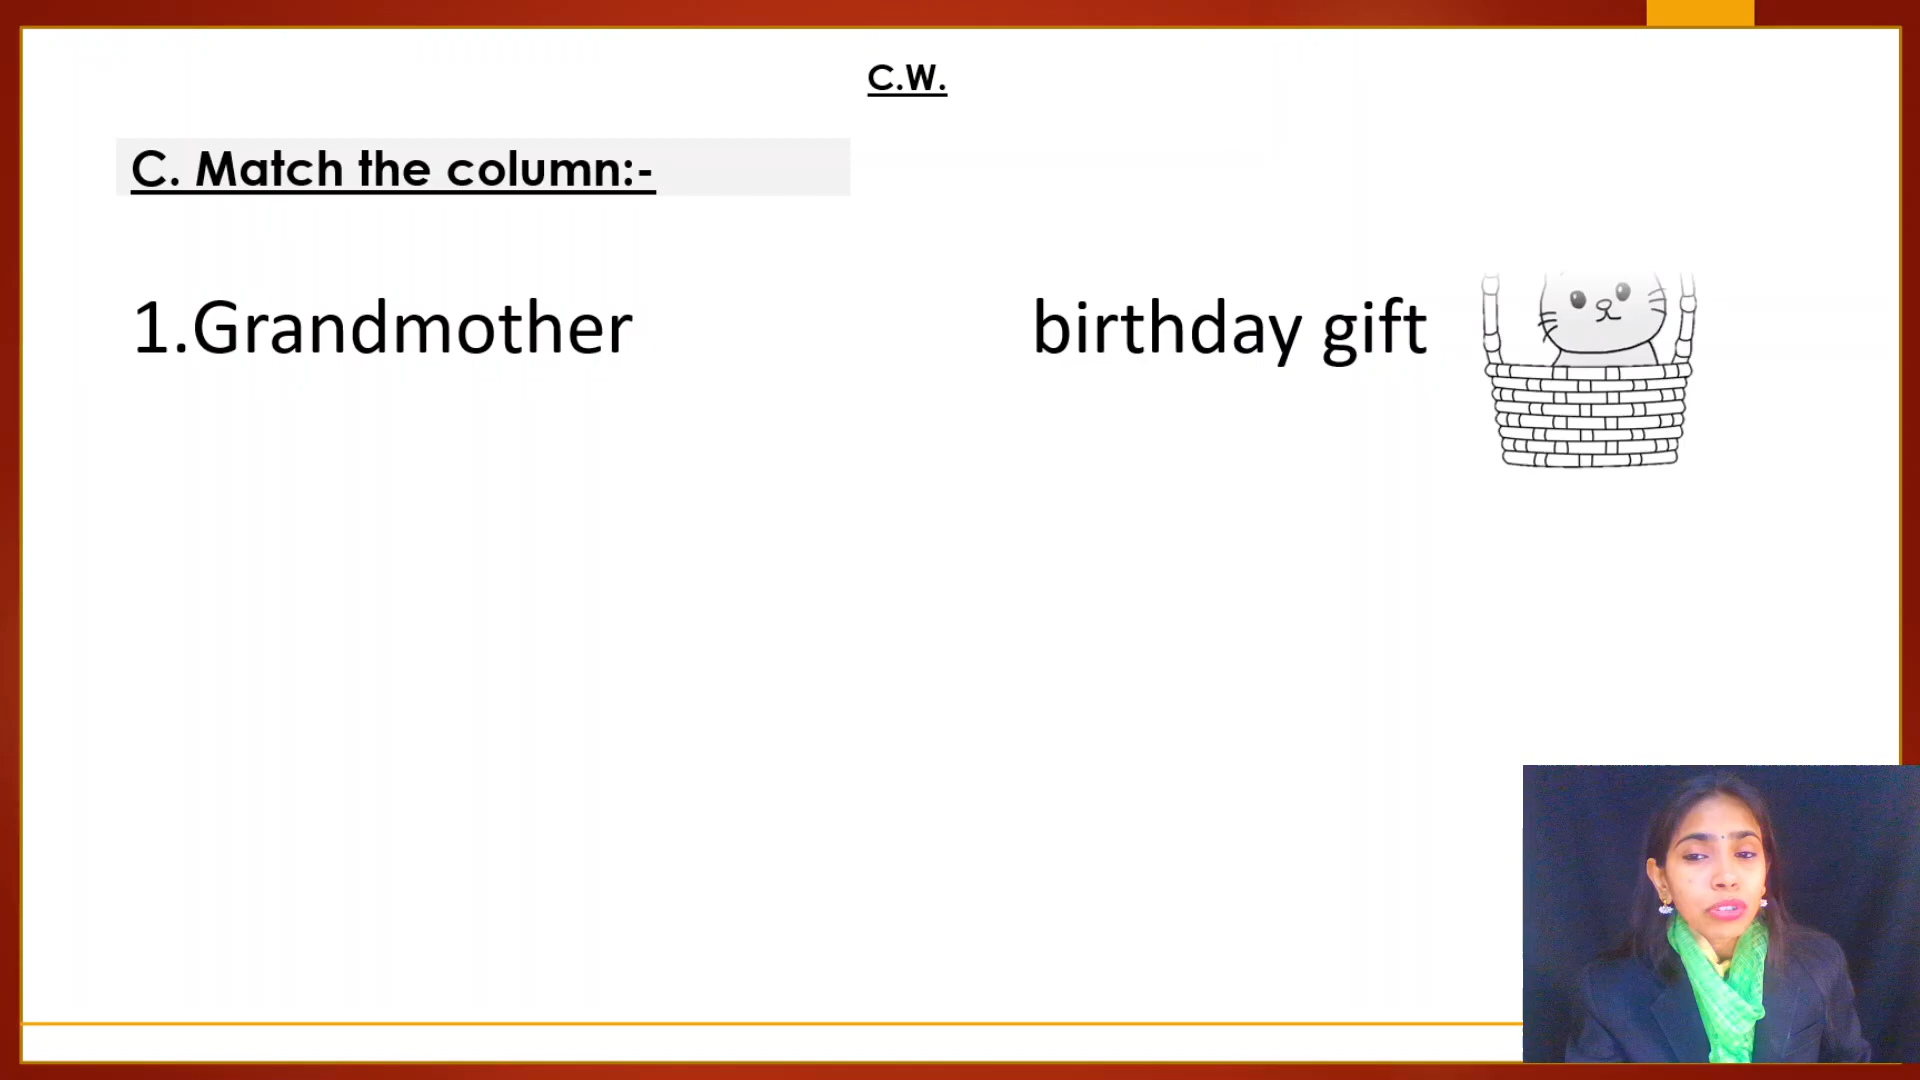 C.W.
C. Match the column:-
1.Grandmother birthday gift